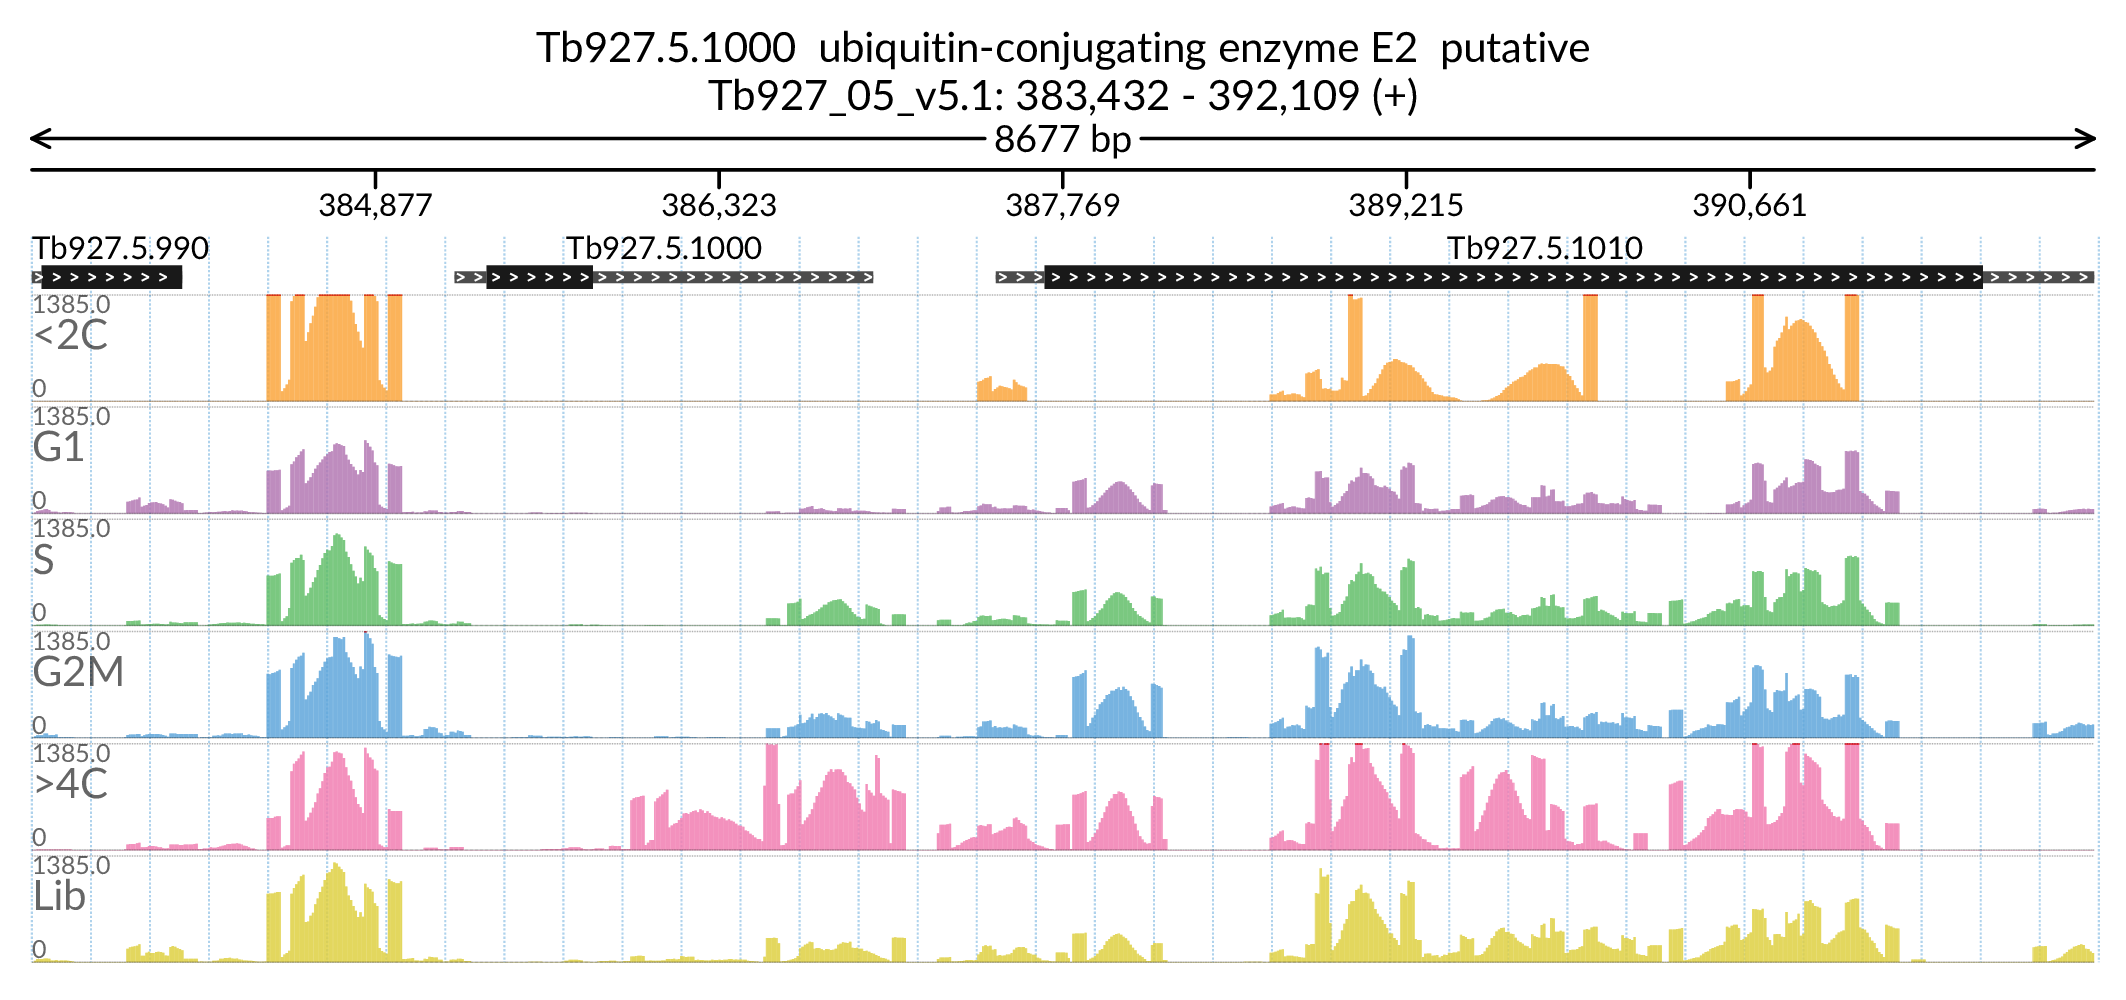 Tb927.5.1000 ubiquitin-conjugating enzyme E2 putative
Tb927_05_v5.1: 383,432 - 392,109 (+)
8677 bp
384,877 386,323 387,769 389,215 390,661
Tb927.5.990 Tb927.5.1000 Tb927.5.1010
1385.0
<2C
0
1385.0
G1
0
1385.0
S
0
1385.0
G2M
0
1385.0
>4C
0
1385.0
Lib
0